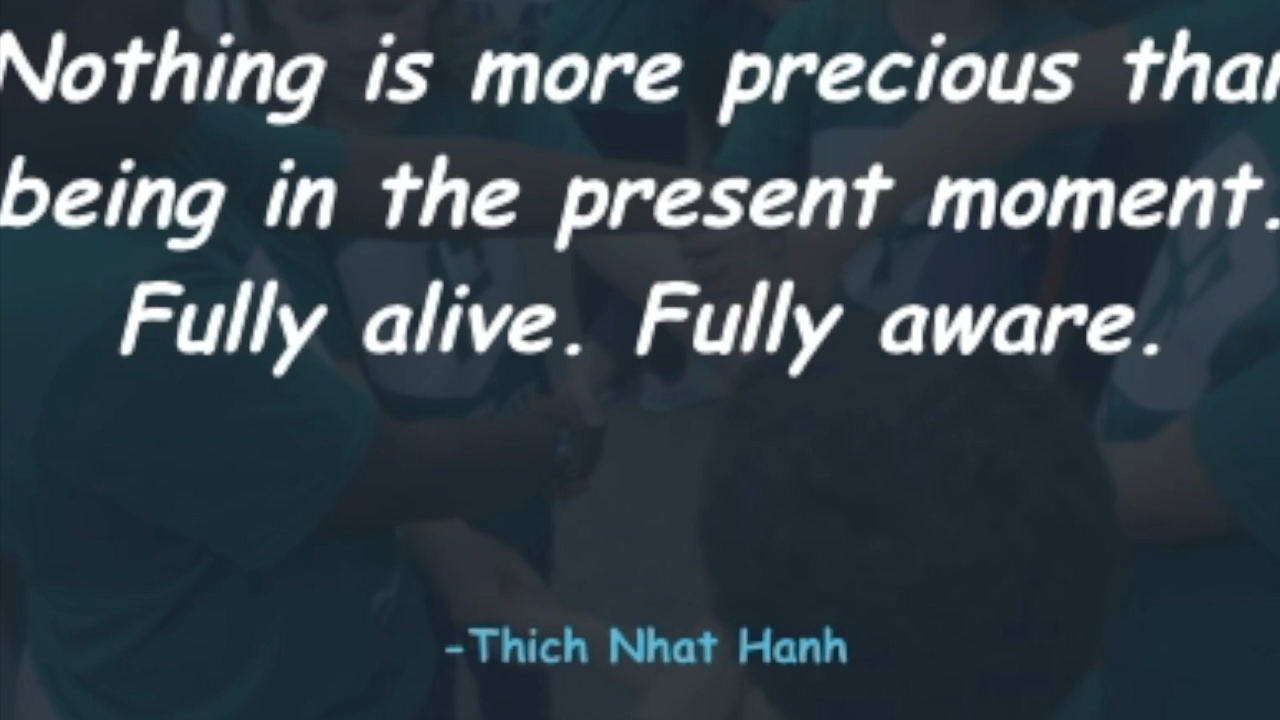 Nothing is more precious than
being in the present moment.
Fully alive. Fully aware.
-Thich Nhat Hanh